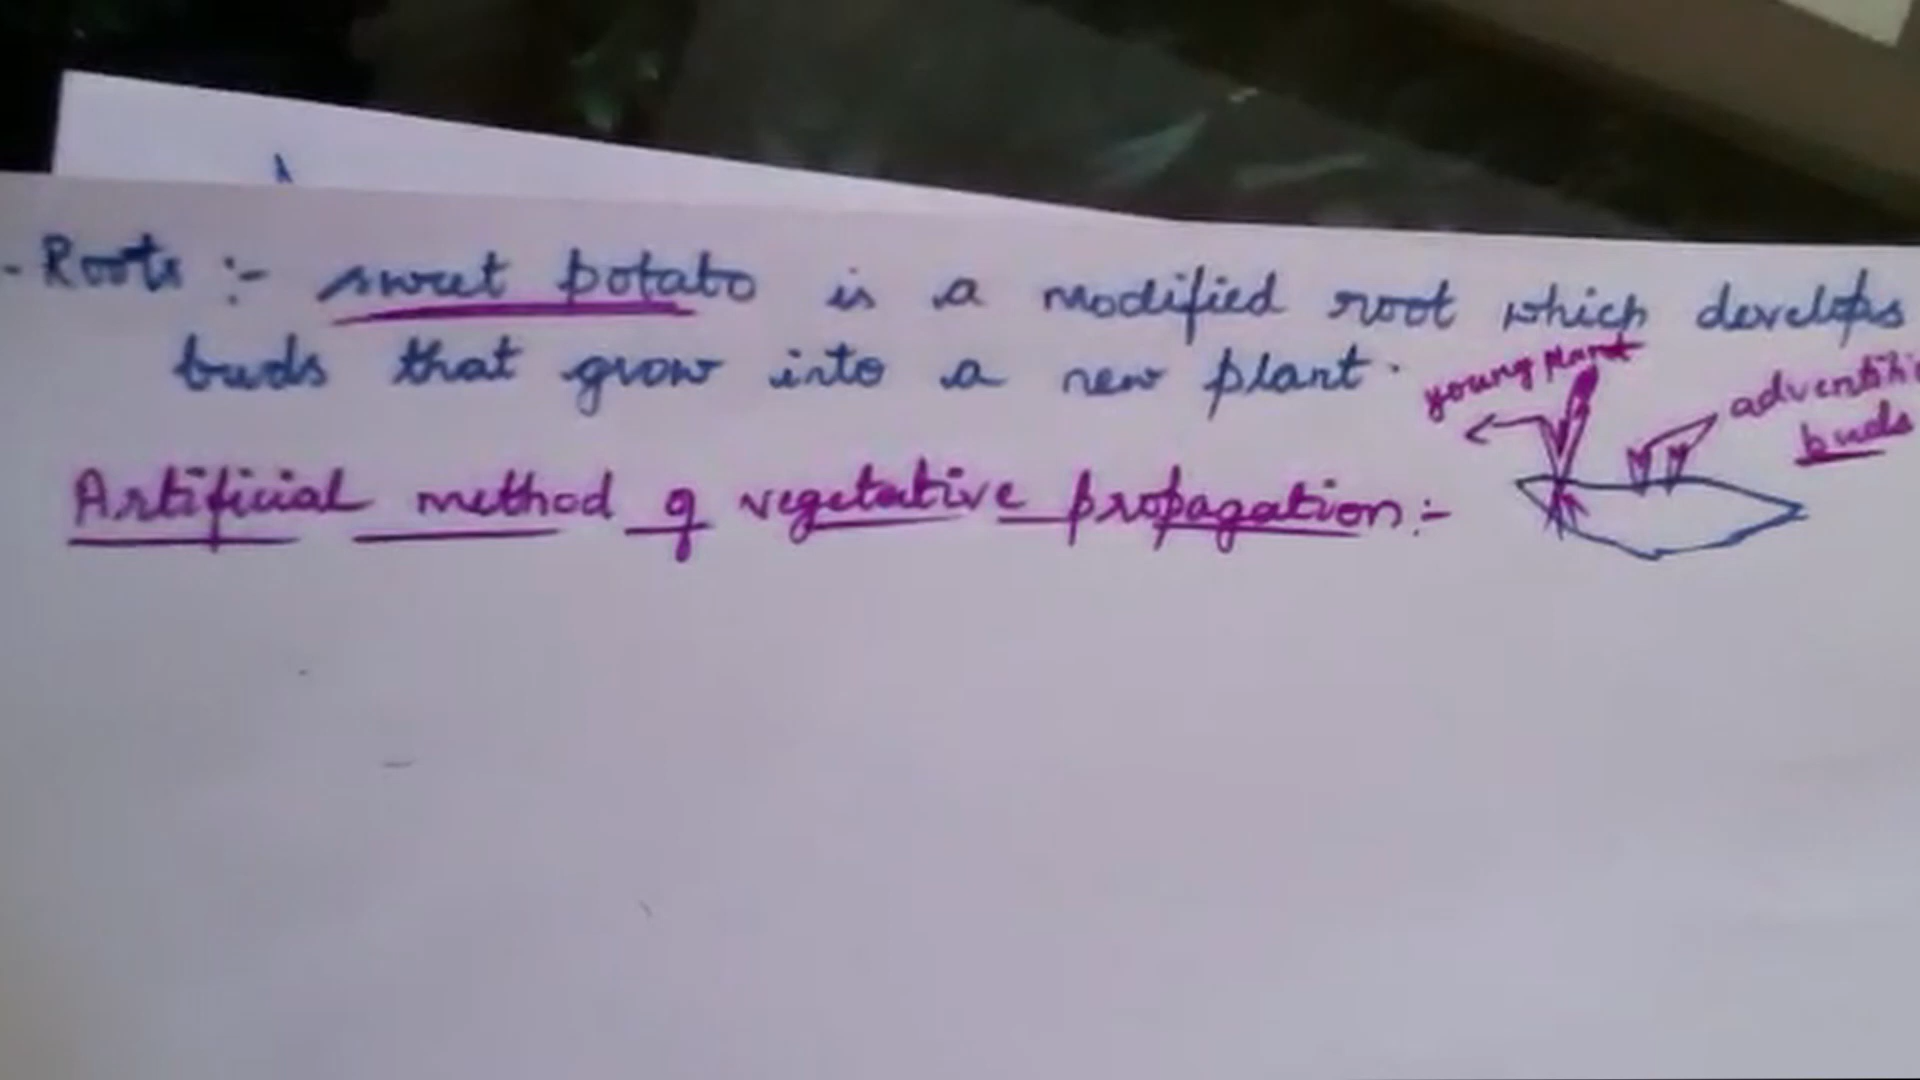 - Roots :- sweet potato is a modified root which develops
buds that grow into a new plant.
young plant
adventiti
buds
Artificial method of vegetative propagation :-